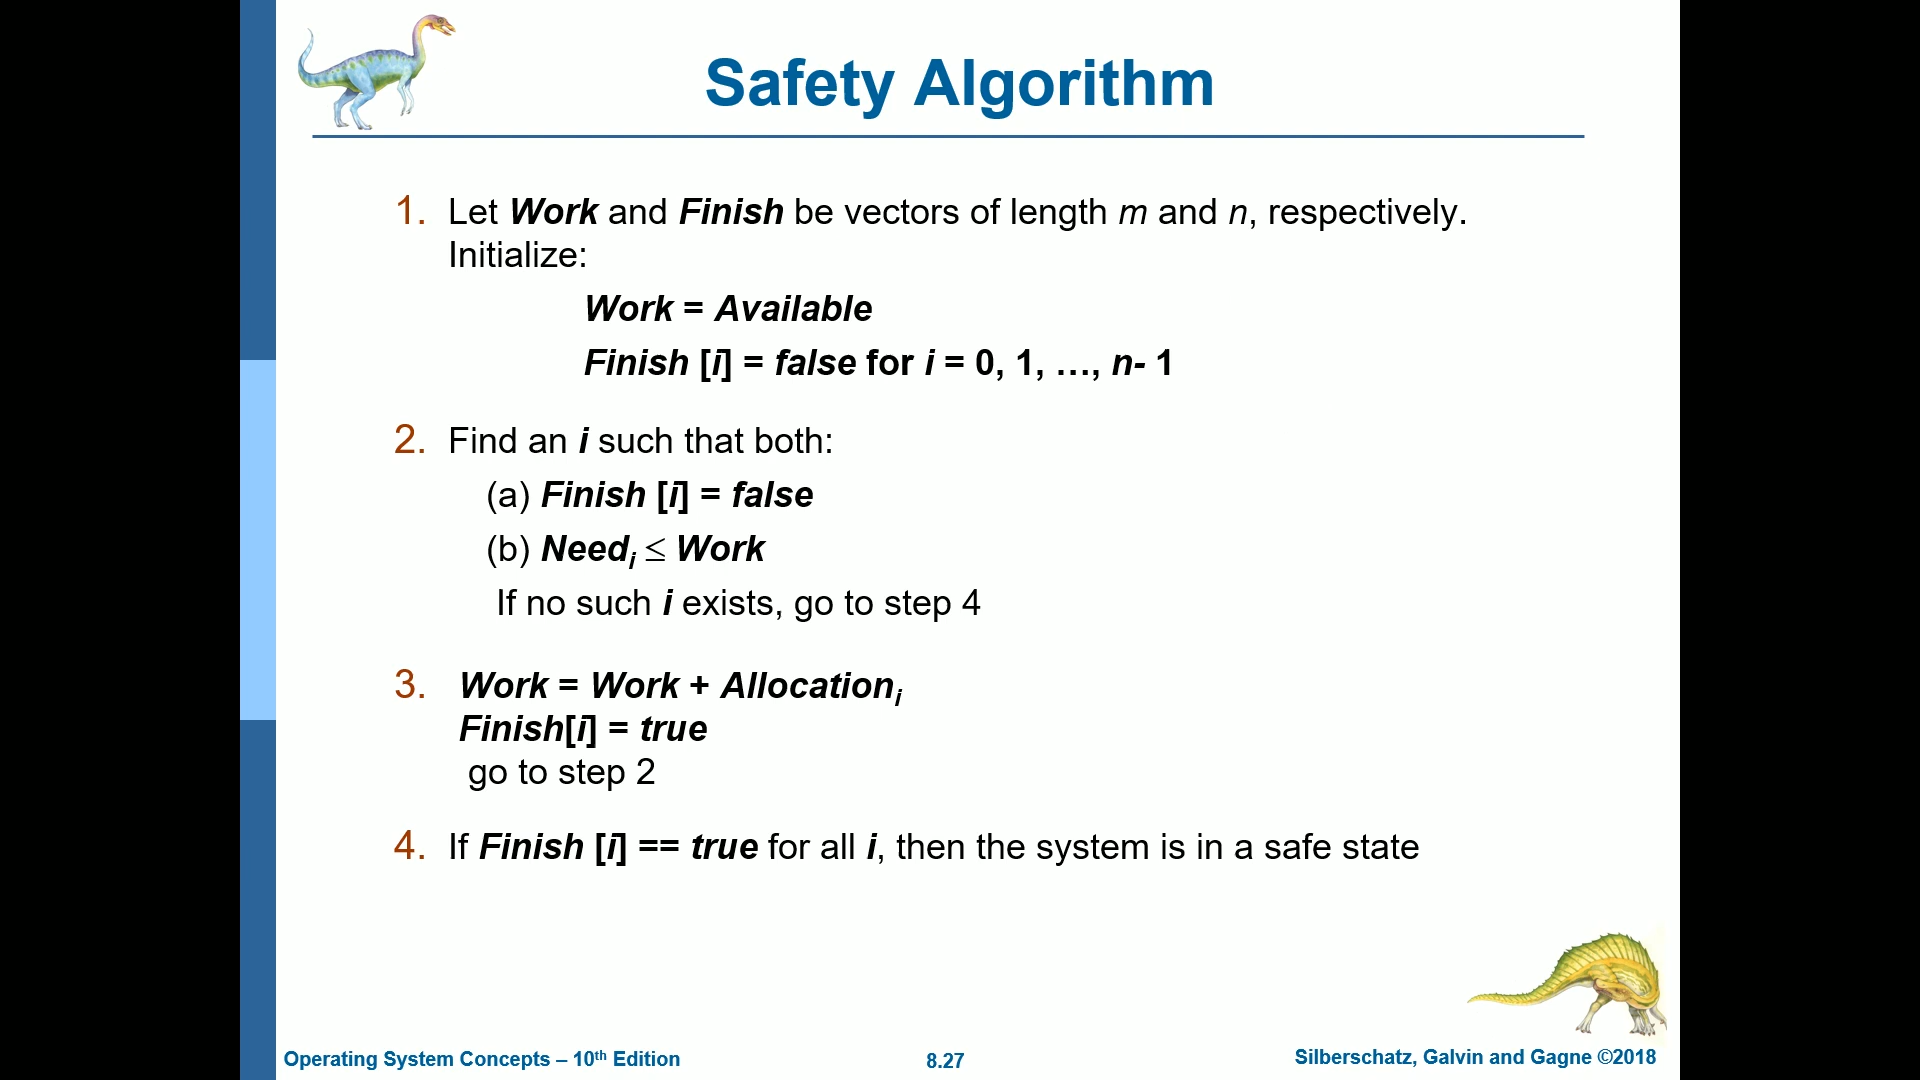 Safety Algorithm
1. Let Work and Finish be vectors of length m and n, respectively.
Initialize:
Work = Available
Finish [i] = false for i = 0, 1, …, n- 1
2. Find an i such that both:
(a) Finish [i] = false
(b) Needi ≤ Work
If no such i exists, go to step 4
3. Work = Work + Allocationi
Finish[i] = true
go to step 2
4. If Finish [i] == true for all i, then the system is in a safe state
Operating System Concepts – 10th Edition
8.27
Silberschatz, Galvin and Gagne ©2018